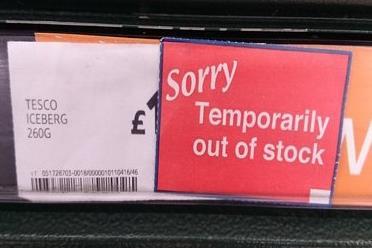 TESCO
ICEBERG
260G
£
Sorry
Temporarily
out of stock